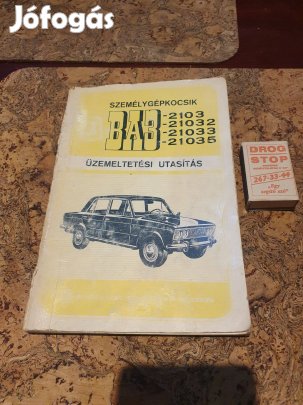 Jófogás
SZEMÉLYGÉPKOCSIK
ВАЗ
-2103
-21032
-21033
-21035
ÜZEMELTETÉSI UTASÍTÁS
DROG
STOP
267-33-44